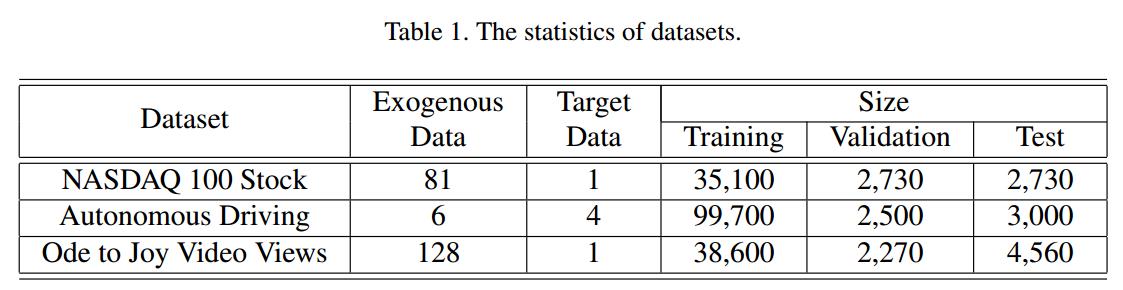 Table 1. The statistics of datasets.
Dataset Exogenous Data Target Data Size
Training Validation Test
NASDAQ 100 Stock 81 1 35,100 2,730 2,730
Autonomous Driving 6 4 99,700 2,500 3,000
Ode to Joy Video Views 128 1 38,600 2,270 4,560